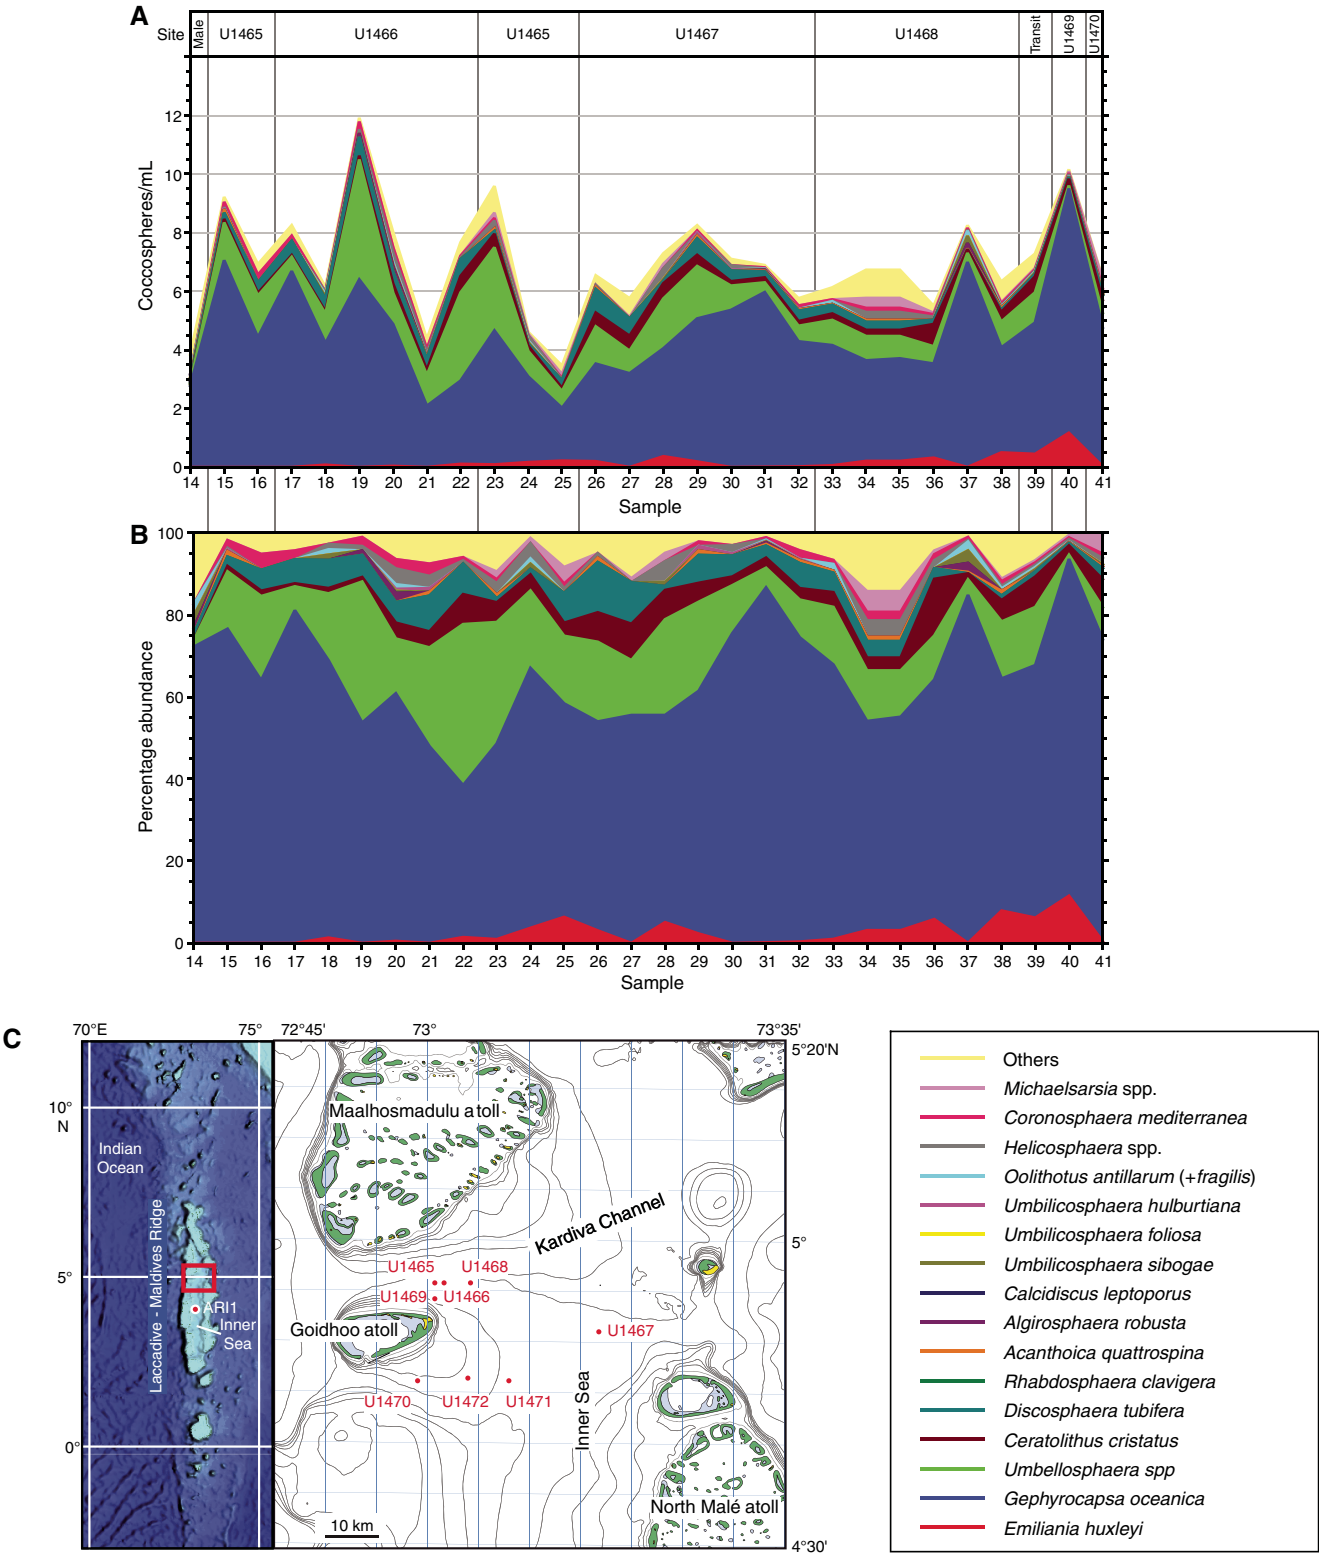 A
Site Male U1465 U1466 U1465 U1467 U1468 Transit U1469 U1470
Coccospheres/mL
12
10
8
6
4
2
0
14 15 16 17 18 19 20 21 22 23 24 25 26 27 28 29 30 31 32 33 34 35 36 37 38 39 40 41
Sample
B
Percentage abundance
100
80
60
40
20
0
14 15 16 17 18 19 20 21 22 23 24 25 26 27 28 29 30 31 32 33 34 35 36 37 38 39 40 41
Sample
C
70°E 75° 72°45' 73° 73°35'
5°20'N
10°
N
5°
0°
Indian
Ocean
Laccadive - Maldives Ridge
ARI1
Inner
Sea
Maalhosmadulu atoll
Kardiva Channel
5°
U1465 U1468
U1469 U1466
Goidhoo atoll
U1467
U1470 U1472 U1471
Inner Sea
North Malé atoll
10 km
4°30'
Others
Michaelsarsia spp.
Coronosphaera mediterranea
Helicosphaera spp.
Oolithotus antillarum (+fragilis)
Umbilicosphaera hulburtiana
Umbilicosphaera foliosa
Umbilicosphaera sibogae
Calcidiscus leptoporus
Algirosphaera robusta
Acanthoica quattrospina
Rhabdosphaera clavigera
Discosphaera tubifera
Ceratolithus cristatus
Umbellosphaera spp
Gephyrocapsa oceanica
Emiliania huxleyi